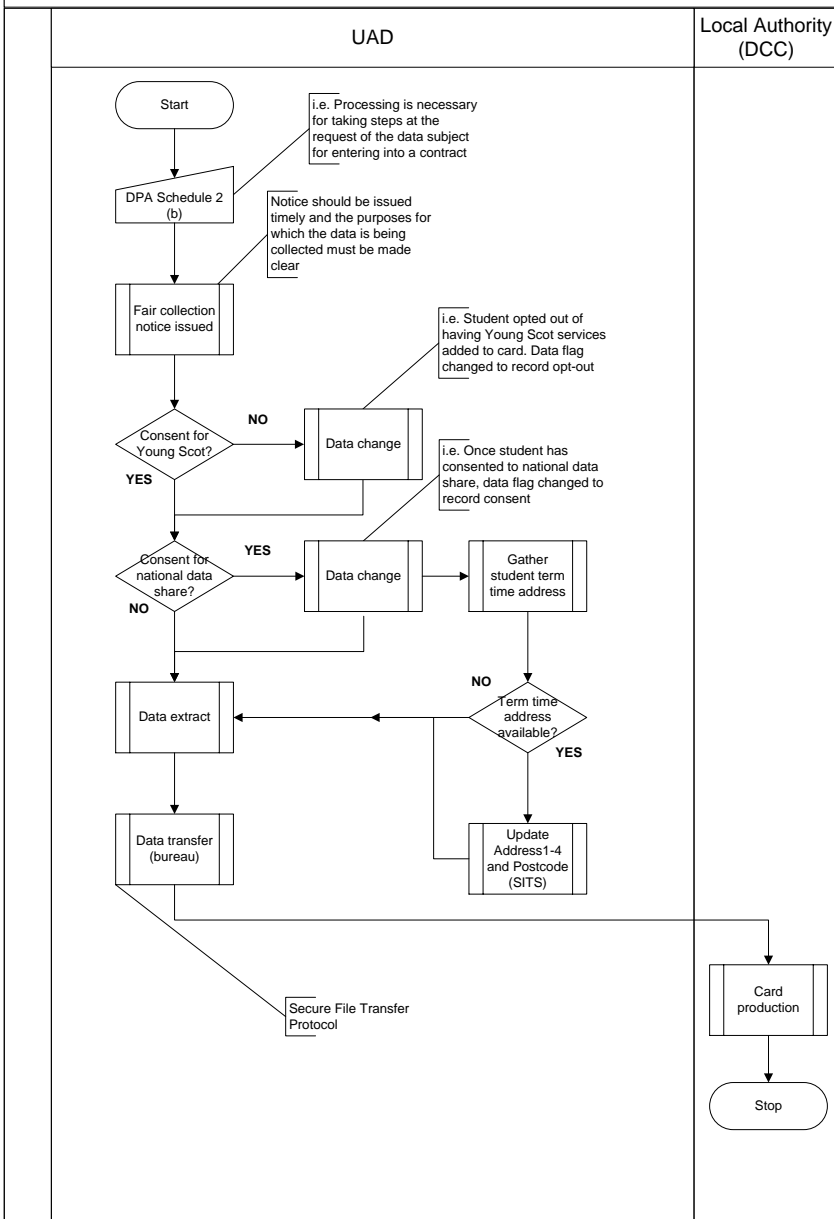 UAD
Local Authority
(DCC)
Start
i.e. Processing is necessary
for taking steps at the
request of the data subject
for entering into a contract
DPA Schedule 2
(b)
Notice should be issued
timely and the purposes for
which the data is being
collected must be made
clear
Fair collection
notice issued
i.e. Student opted out of
having Young Scot services
added to card. Data flag
changed to record opt-out
Consent for
Young Scot?
NO
Data change
YES
i.e. Once student has
consented to national data
share, data flag changed to
record consent
Consent for
national data
share?
YES
Data change
Gather
student term
time address
NO
NO
Term time
address
available?
Data extract
YES
Data transfer
(bureau)
Update
Address1-4
and Postcode
(SITS)
Card
production
Secure File Transfer
Protocol
Stop